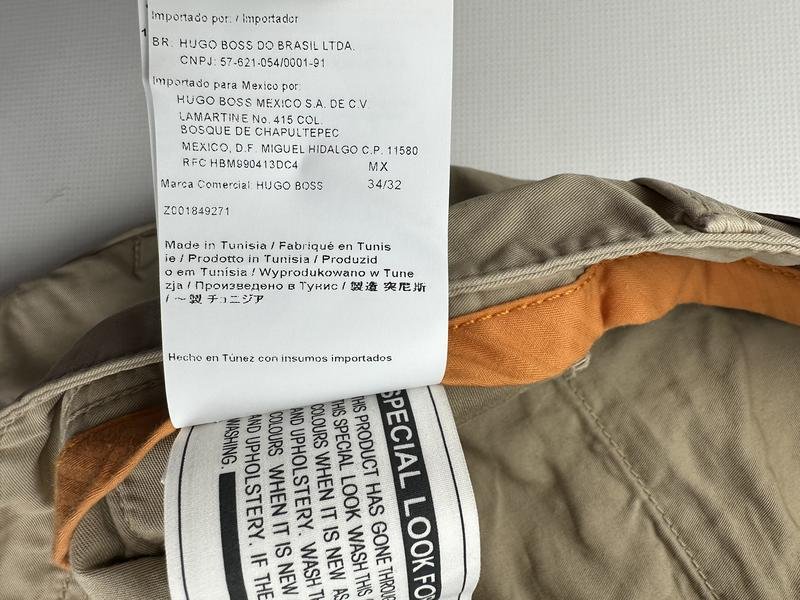 Importado por: / Importador
BR: HUGO BOSS DO BRASIL LTDA.
CNPJ: 57-621-054/0001-91
Importado para Mexico por:
HUGO BOSS MEXICO S.A. DE C.V.
LAMARTINE No. 415 COL.
BOSQUE DE CHAPULTEPEC
MEXICO, D.F. MIGUEL HIDALGO C.P. 11580
RFC HBM990413DC4 MX
Marca Comercial: HUGO BOSS 34/32
Z001849271
Made in Tunisia / Fabriqué en Tunis
ie / Prodotto in Tunisia / Produzid
o em Tunísia / Wyprodukowano w Tune
zja / Произведено в Тунис / 製造 突尼斯
/ ～製 チュニジア
Hecho en Túnez con insumos importados
SPECIAL LOOK FO
THIS PRODUCT HAS GONE THROU
THIS SPECIAL LOOK WASH THIS
COLOURS WHEN IT IS NEW AS
AND UPHOLSTERY. WASH T
COLOURS WHEN IT IS NEW
AND UPHOLSTERY. IF THE
WASHING.